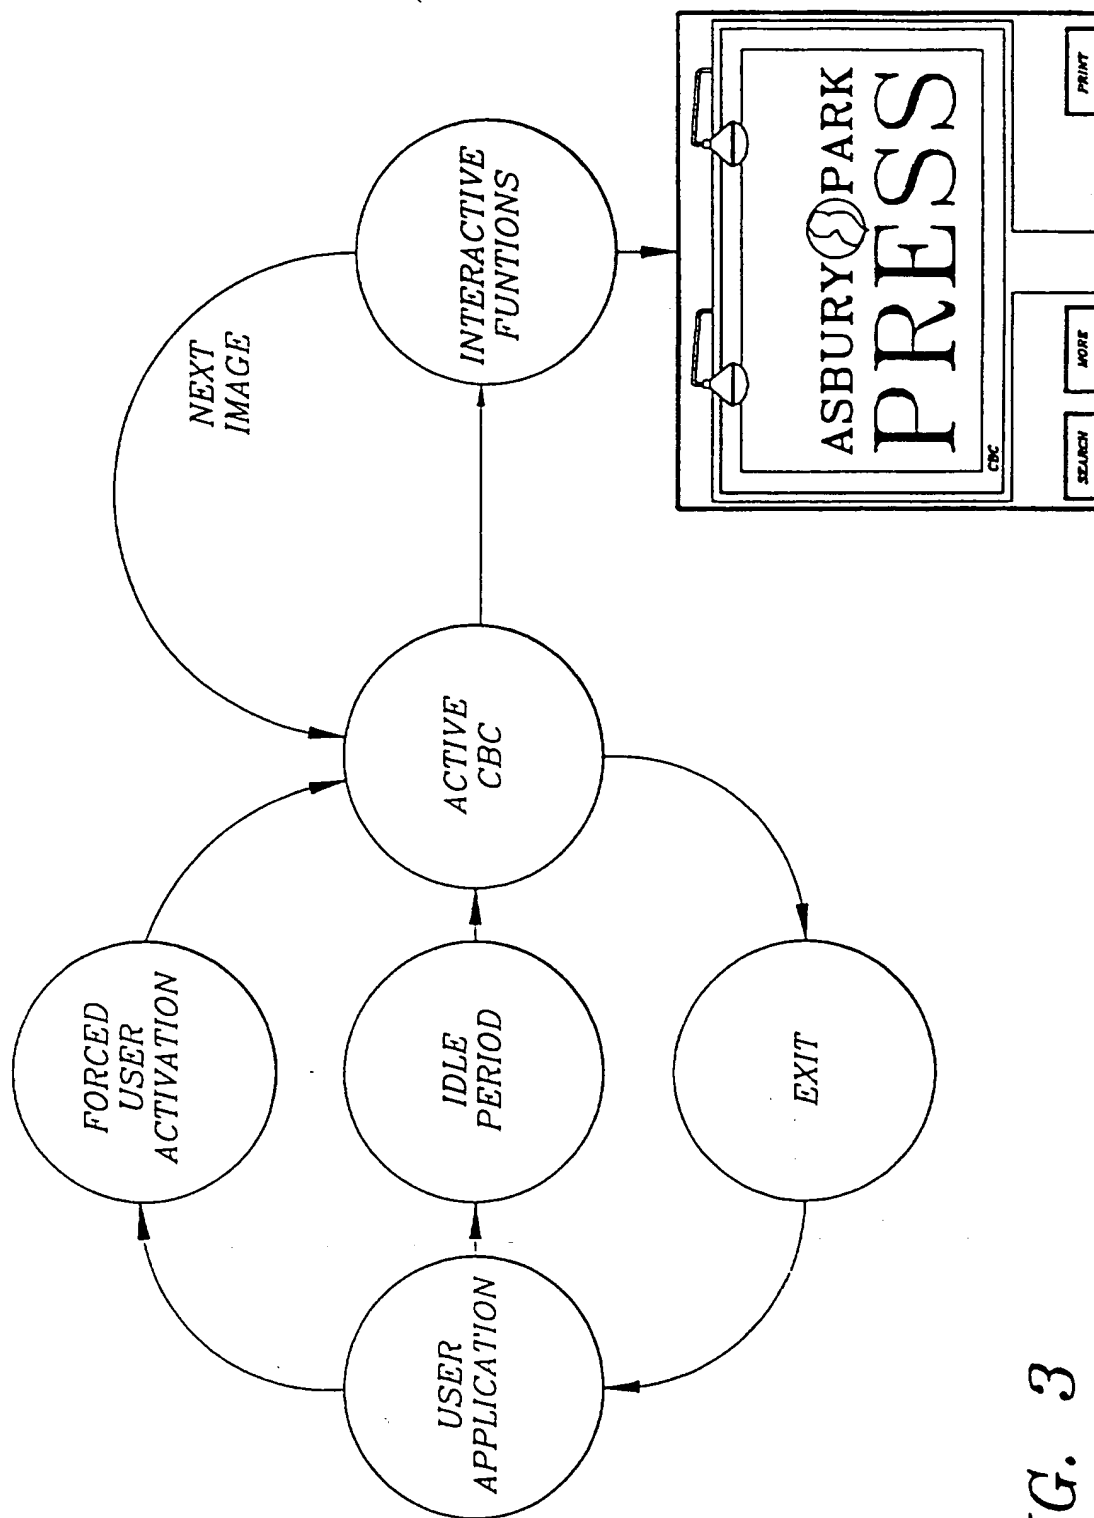 FORCED
USER
ACTIVATION
NEXT
IMAGE
USER
APPLICATION
IDLE
PERIOD
ACTIVE
CBC
INTERACTIVE
FUNTIONS
EXIT
ASBURY PARK
PRESS
CBC
SEARCH
MORE
PRINT
G. 3